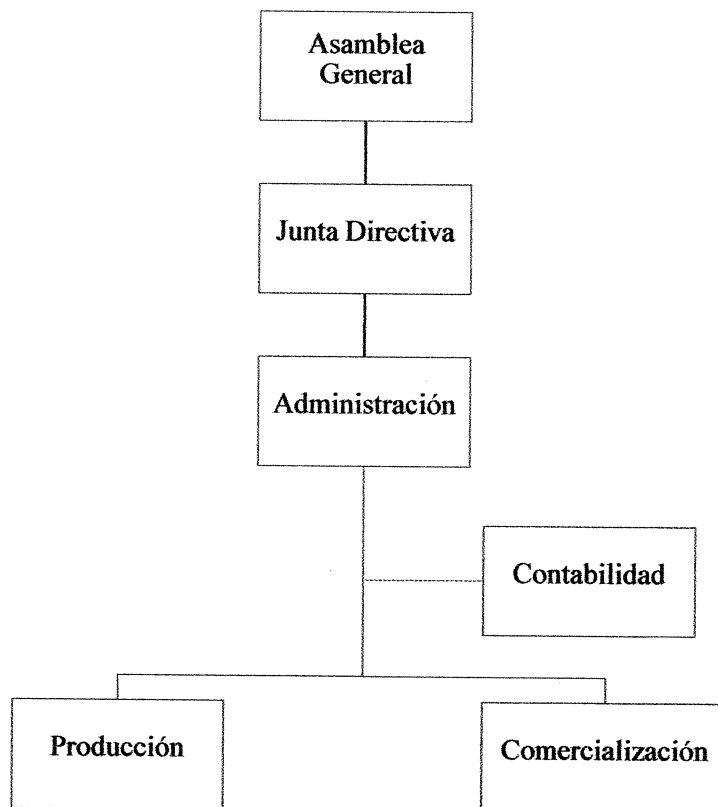 Asamblea
General
Junta Directiva
Administración
Contabilidad
Producción
Comercialización